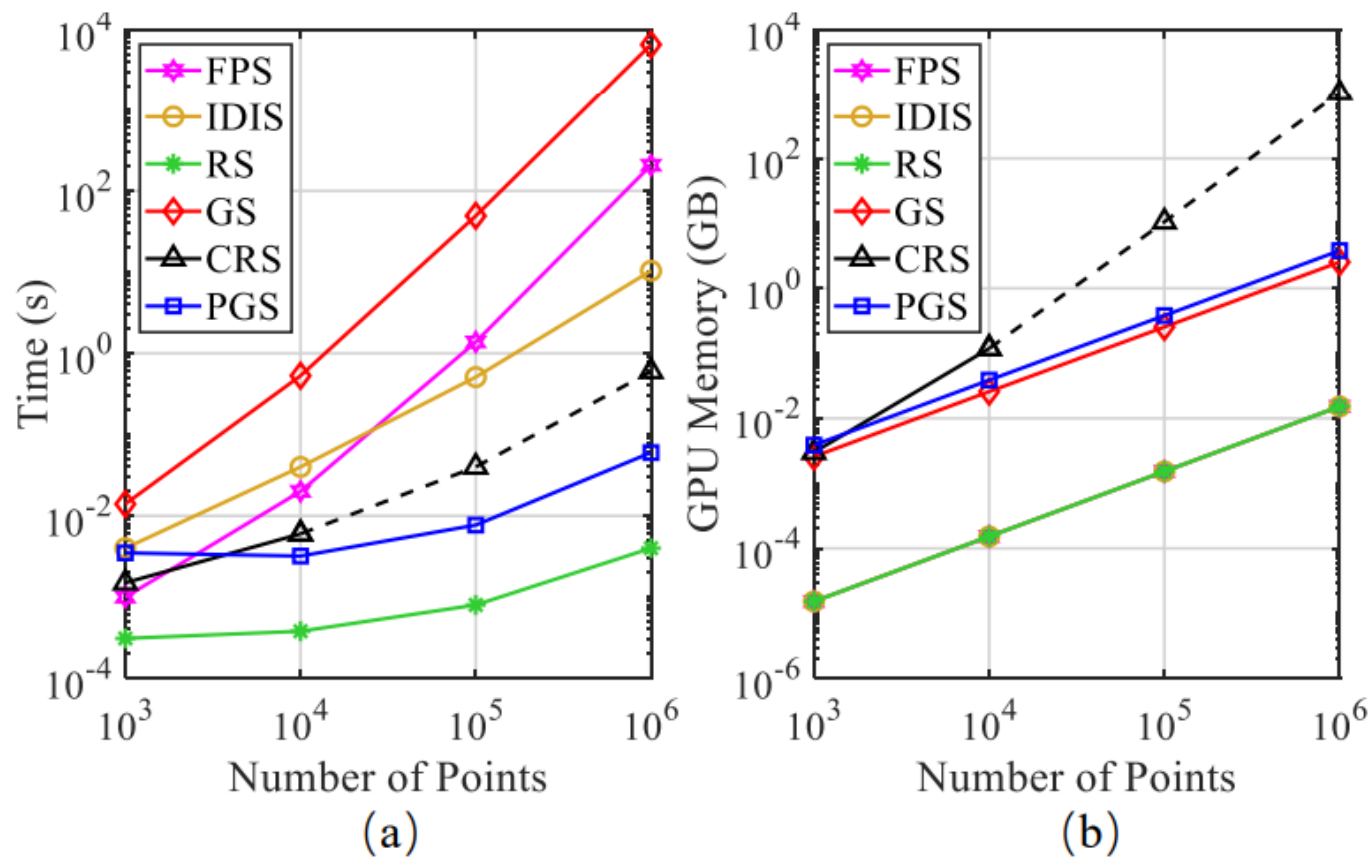 10^4
10^2
10^0
10^-2
10^-4
Time (s)
FPS
IDIS
RS
GS
CRS
PGS
10^3 10^4 10^5 10^6
Number of Points
(a)
10^4
10^2
10^0
10^-2
10^-4
10^-6
GPU Memory (GB)
FPS
IDIS
RS
GS
CRS
PGS
10^3 10^4 10^5 10^6
Number of Points
(b)